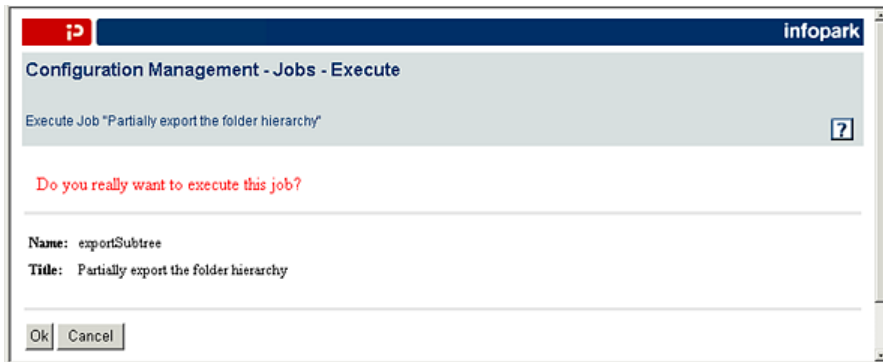 infopark
Configuration Management - Jobs - Execute
Execute Job "Partially export the folder hierarchy"
?
Do you really want to execute this job?
Name: exportSubtree
Title: Partially export the folder hierarchy
Ok Cancel